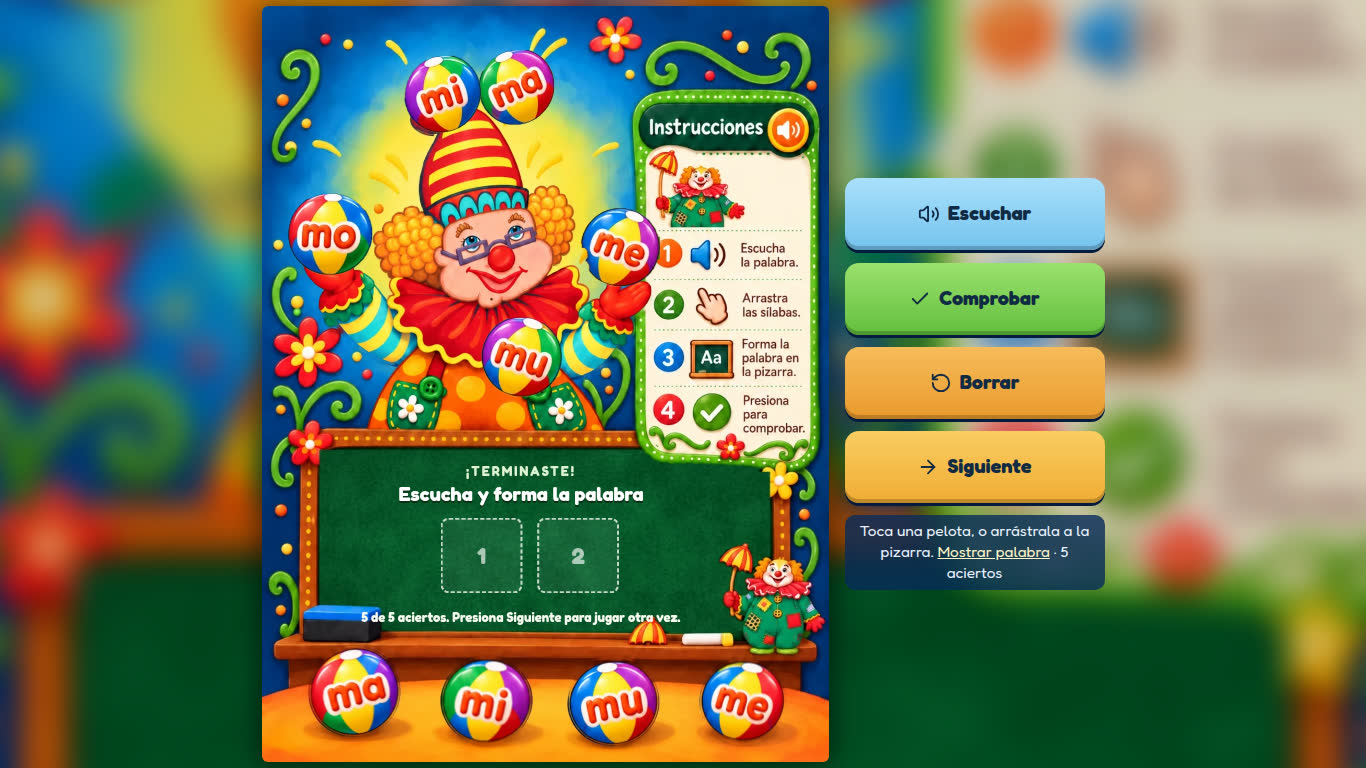 mi
ma
mo
me
mu
Instrucciones
1
Escucha
la palabra.
2
Arrastra
las sílabas.
3
Aa
Forma la
palabra en
la pizarra.
4
Presiona
para
comprobar.
¡TERMINASTE!
Escucha y forma la palabra
1
2
5 de 5 aciertos. Presiona Siguiente para jugar otra vez.
ma
mi
mu
me
Escuchar
Comprobar
Borrar
Siguiente
Toca una pelota, o arrástrala a la
pizarra. Mostrar palabra · 5
aciertos